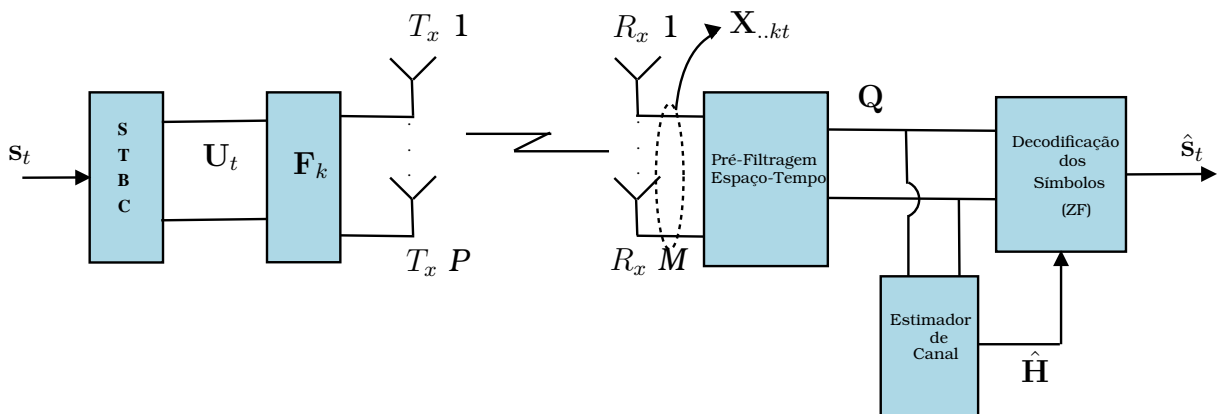 s_t
S
T
B
C
U_t
F_k
T_x 1
T_x P
R_x 1
R_x M
X_{..kt}
Pré-Filtragem
Espaço-Tempo
Q
Estimador
de
Canal
Ĥ
Decodificação
dos
Símbolos
(ZF)
ŝ_t